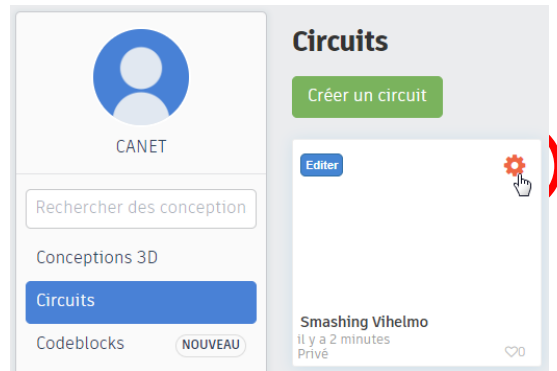 CANET
Rechercher des conception
Conceptions 3D
Circuits
Codeblocks NOUVEAU
Circuits
Créer un circuit
Editer
Smashing Vihelmo
il y a 2 minutes
Privé
0